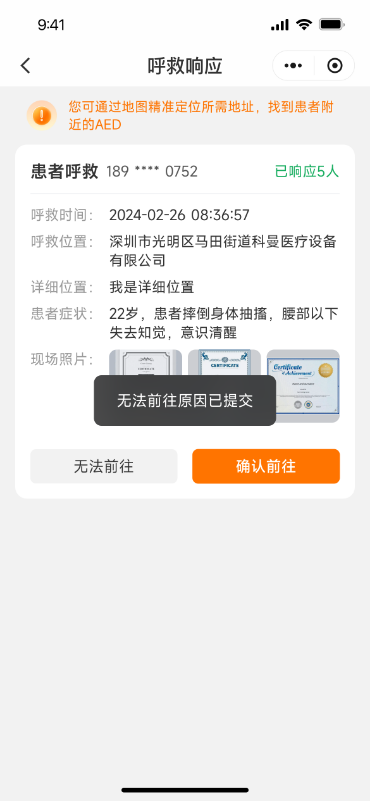 9:41
呼救响应
您可通过地图精准定位所需地址，找到患者附
近的AED
患者呼救 189 **** 0752 已响应5人
呼救时间： 2024-02-26 08:36:57
呼救位置： 深圳市光明区马田街道科曼医疗设备
有限公司
详细位置： 我是详细位置
患者症状： 22岁，患者摔倒身体抽搐，腰部以下
失去知觉，意识清醒
现场照片：
CERTIFICATE
Certificate
of Achievement
无法前往原因已提交
无法前往 确认前往